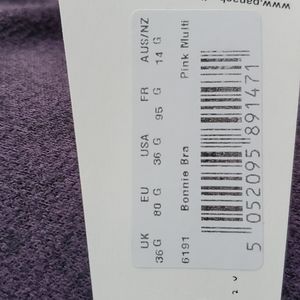 UK EU USA FR AUS/NZ
36 G 80 G 36 G 95 G 14 G
6191 Bonnie Bra Pink Multi
5 052095 891471